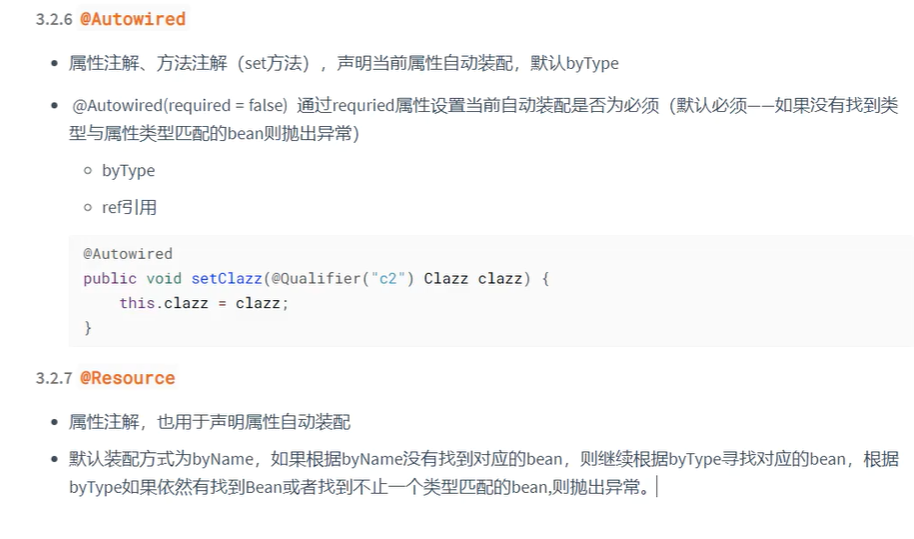 3.2.6 @Autowired
属性注解、方法注解（set方法），声明当前属性自动装配，默认byType
@Autowired(required = false) 通过requried属性设置当前自动装配是否为必须（默认必须——如果没有找到类
型与属性类型匹配的bean则抛出异常）
byType
ref引用
@Autowired
public void setClazz(@Qualifier("c2") Clazz clazz) {
    this.clazz = clazz;
}
3.2.7 @Resource
属性注解，也用于声明属性自动装配
默认装配方式为byName，如果根据byName没有找到对应的bean，则继续根据byType寻找对应的bean，根据
byType如果依然有找到Bean或者找到不止一个类型匹配的bean,则抛出异常。